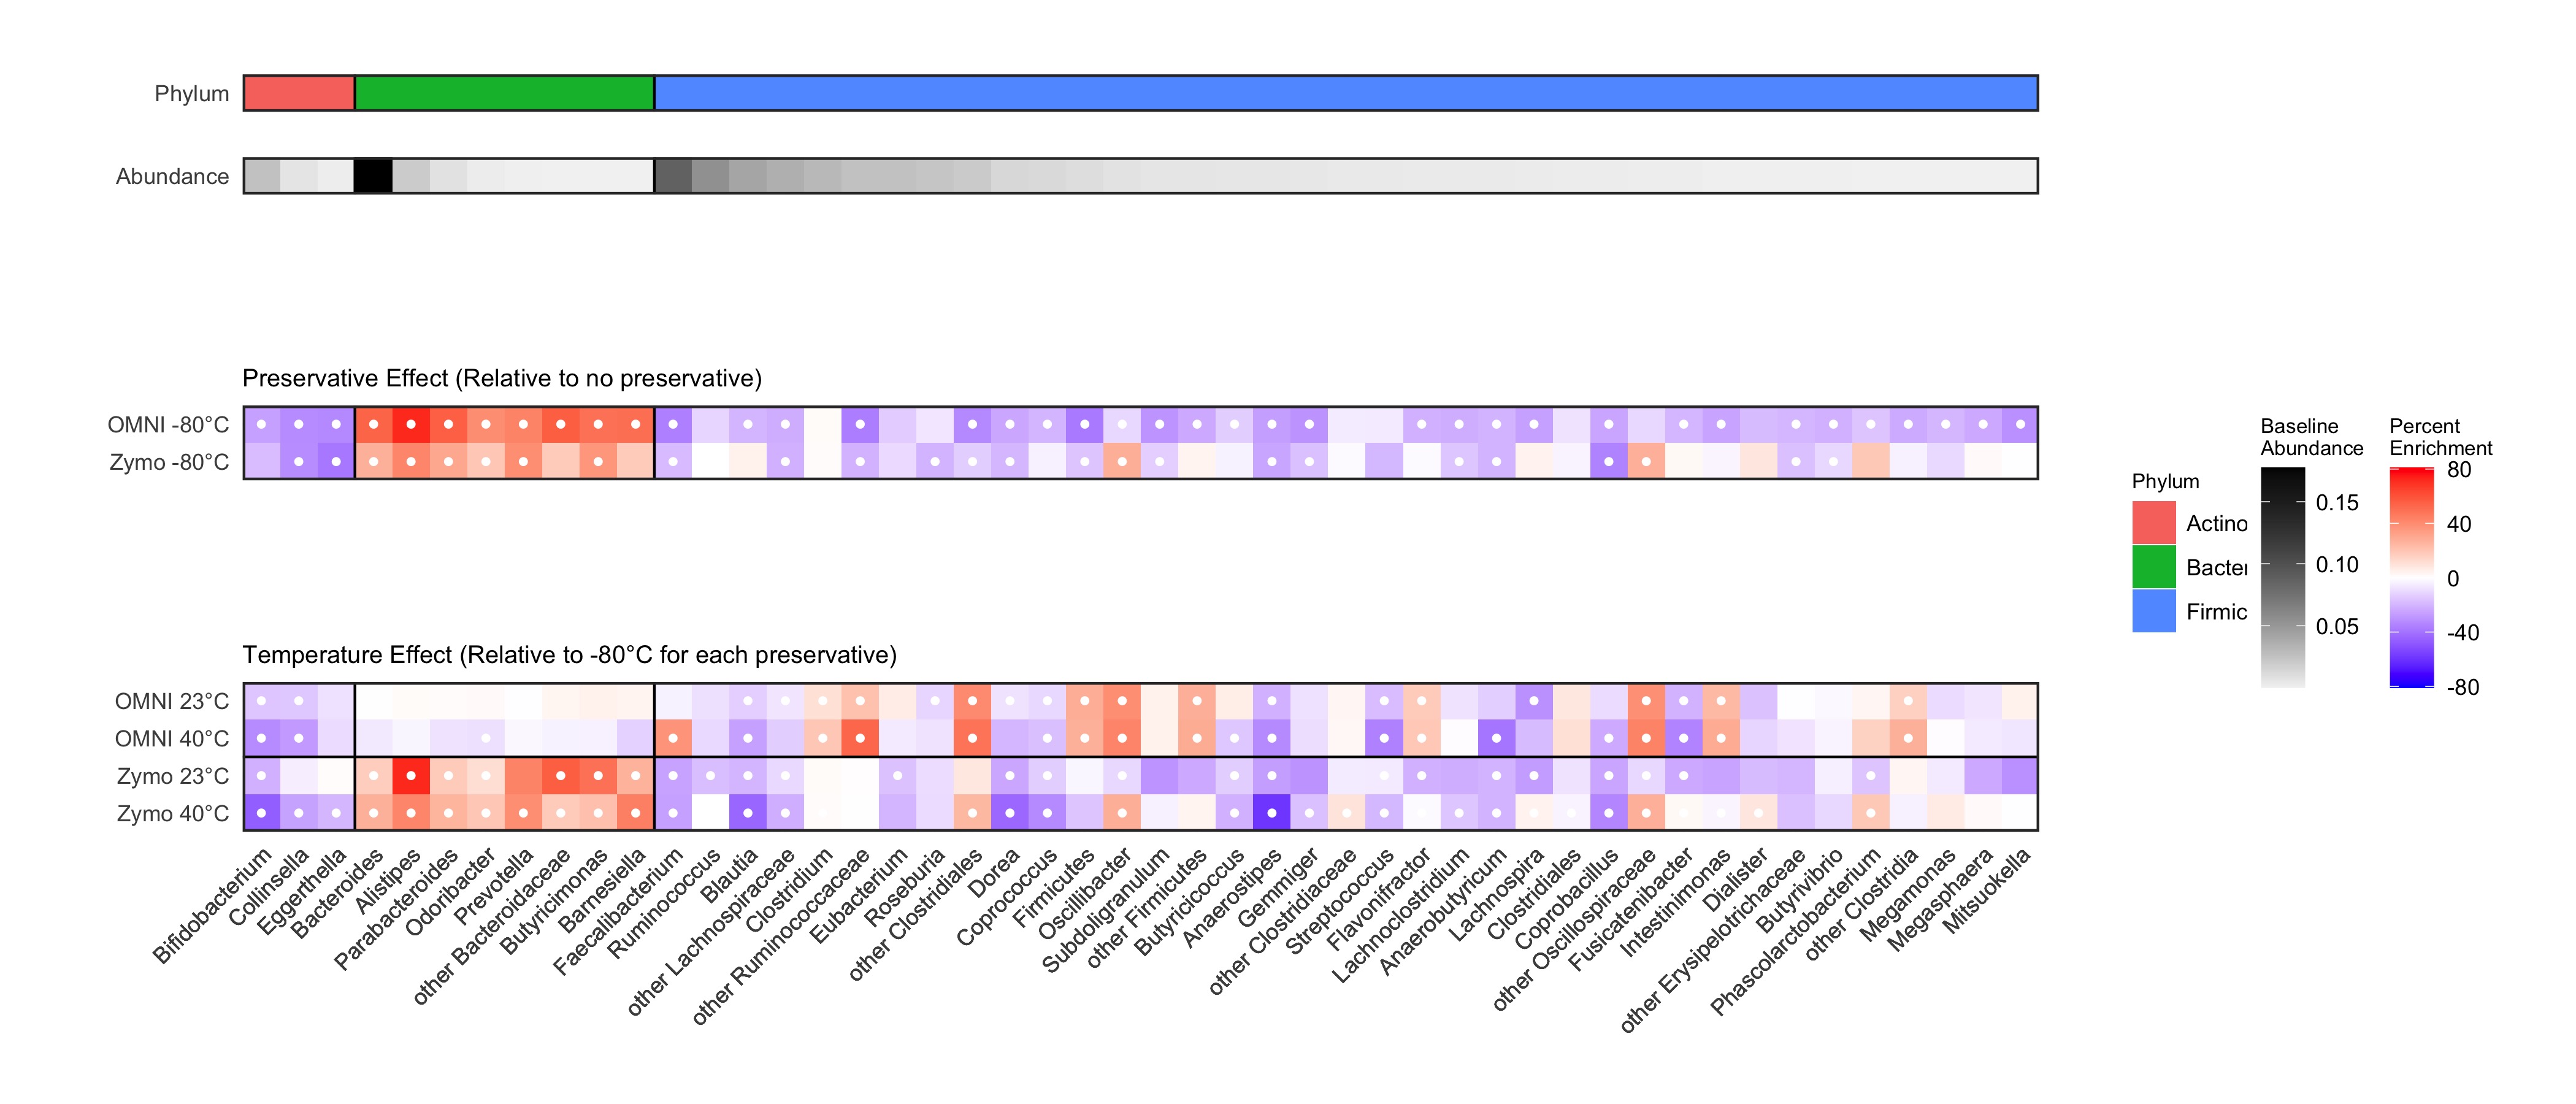 Phylum
Abundance
Preservative Effect (Relative to no preservative)
OMNI -80°C
Zymo -80°C
Temperature Effect (Relative to -80°C for each preservative)
OMNI 23°C
OMNI 40°C
Zymo 23°C
Zymo 40°C
Bifidobacterium
Collinsella
Eggerthella
Bacteroides
Alistipes
Parabacteroides
Odoribacter
Prevotella
other Bacteroidaceae
Butyricimonas
Barnesiella
Faecalibacterium
Ruminococcus
Blautia
other Lachnospiraceae
Clostridium
other Ruminococcaceae
Eubacterium
Roseburia
other Clostridiales
Dorea
Coprococcus
Firmicutes
Oscillibacter
Subdoligranulum
other Firmicutes
Butyricicoccus
Anaerostipes
Gemmiger
other Clostridiaceae
Streptococcus
Flavonifractor
Lachnoclostridium
Anaerobutyricum
Lachnospira
Clostridiales
Coprobacillus
other Oscillospiraceae
Fusicatenibacter
Intestinimonas
Dialister
other Erysipelotrichaceae
Butyrivibrio
Phascolarctobacterium
other Clostridia
Megamonas
Megasphaera
Mitsuokella
Phylum
Actino
Bacter
Firmic
Baseline
Abundance
0.15
0.10
0.05
Percent
Enrichment
80
40
0
-40
-80